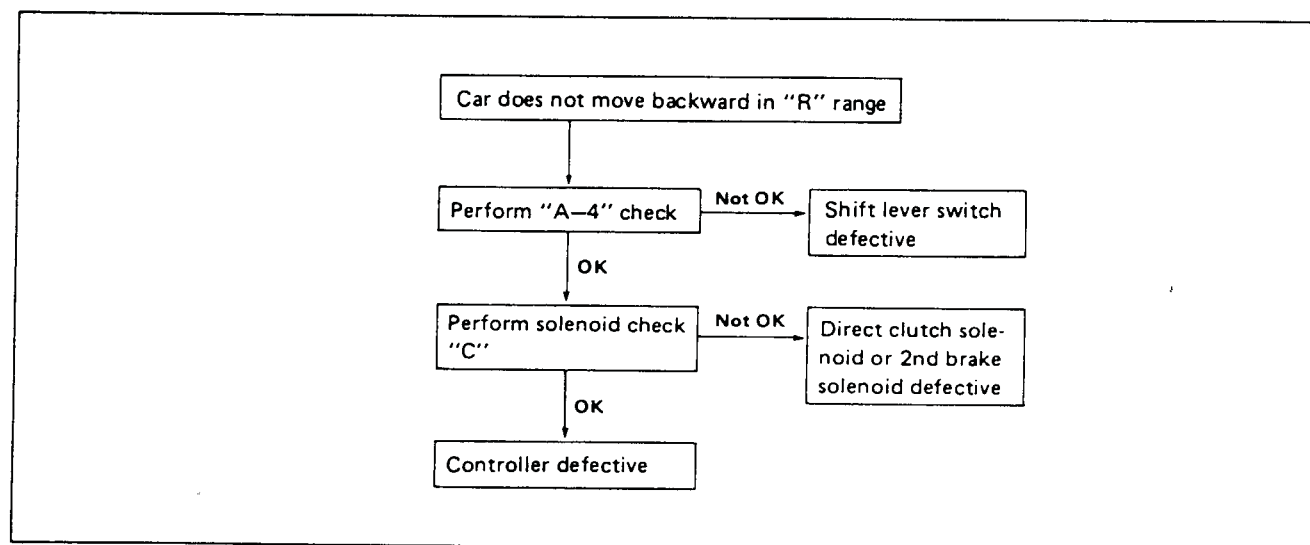 Car does not move backward in "R" range
Perform "A—4" check
Not OK
Shift lever switch
defective
OK
Perform solenoid check
"C"
Not OK
Direct clutch sole-
noid or 2nd brake
solenoid defective
OK
Controller defective